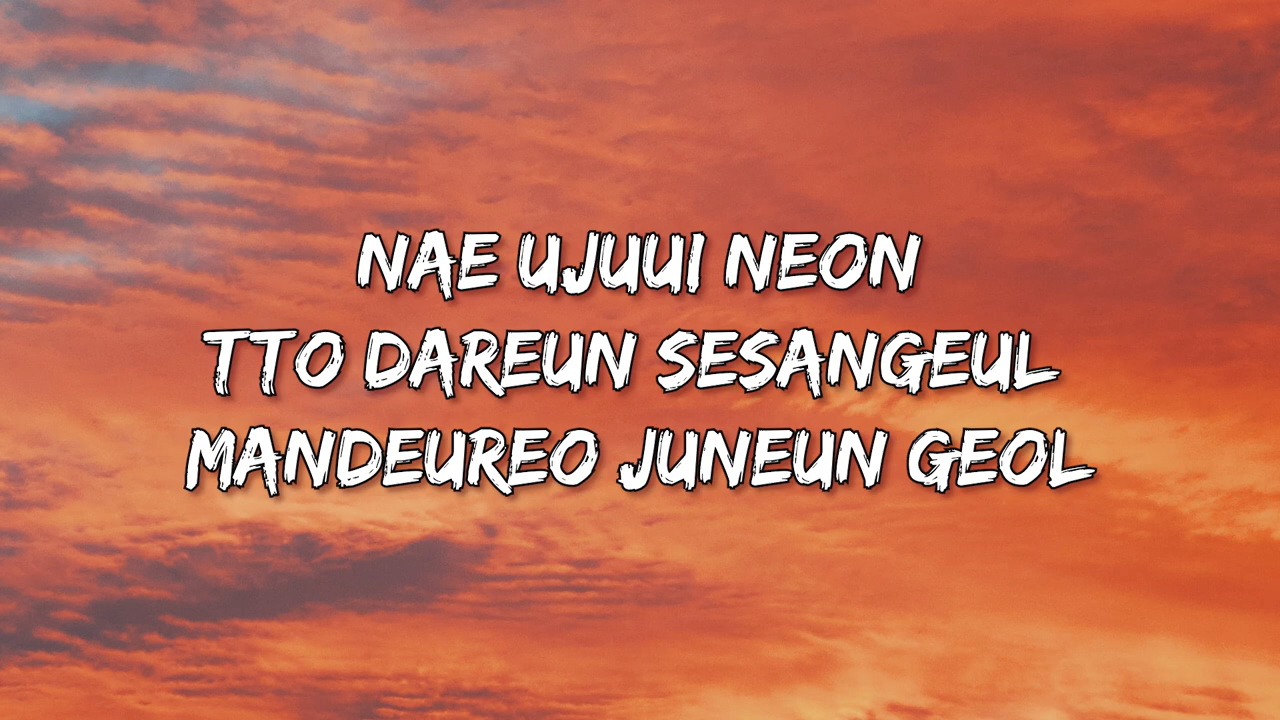 NAE UJUUI NEON
TTO DAREUN SESANGEUL
MANDEUREO JUNEUN GEOL